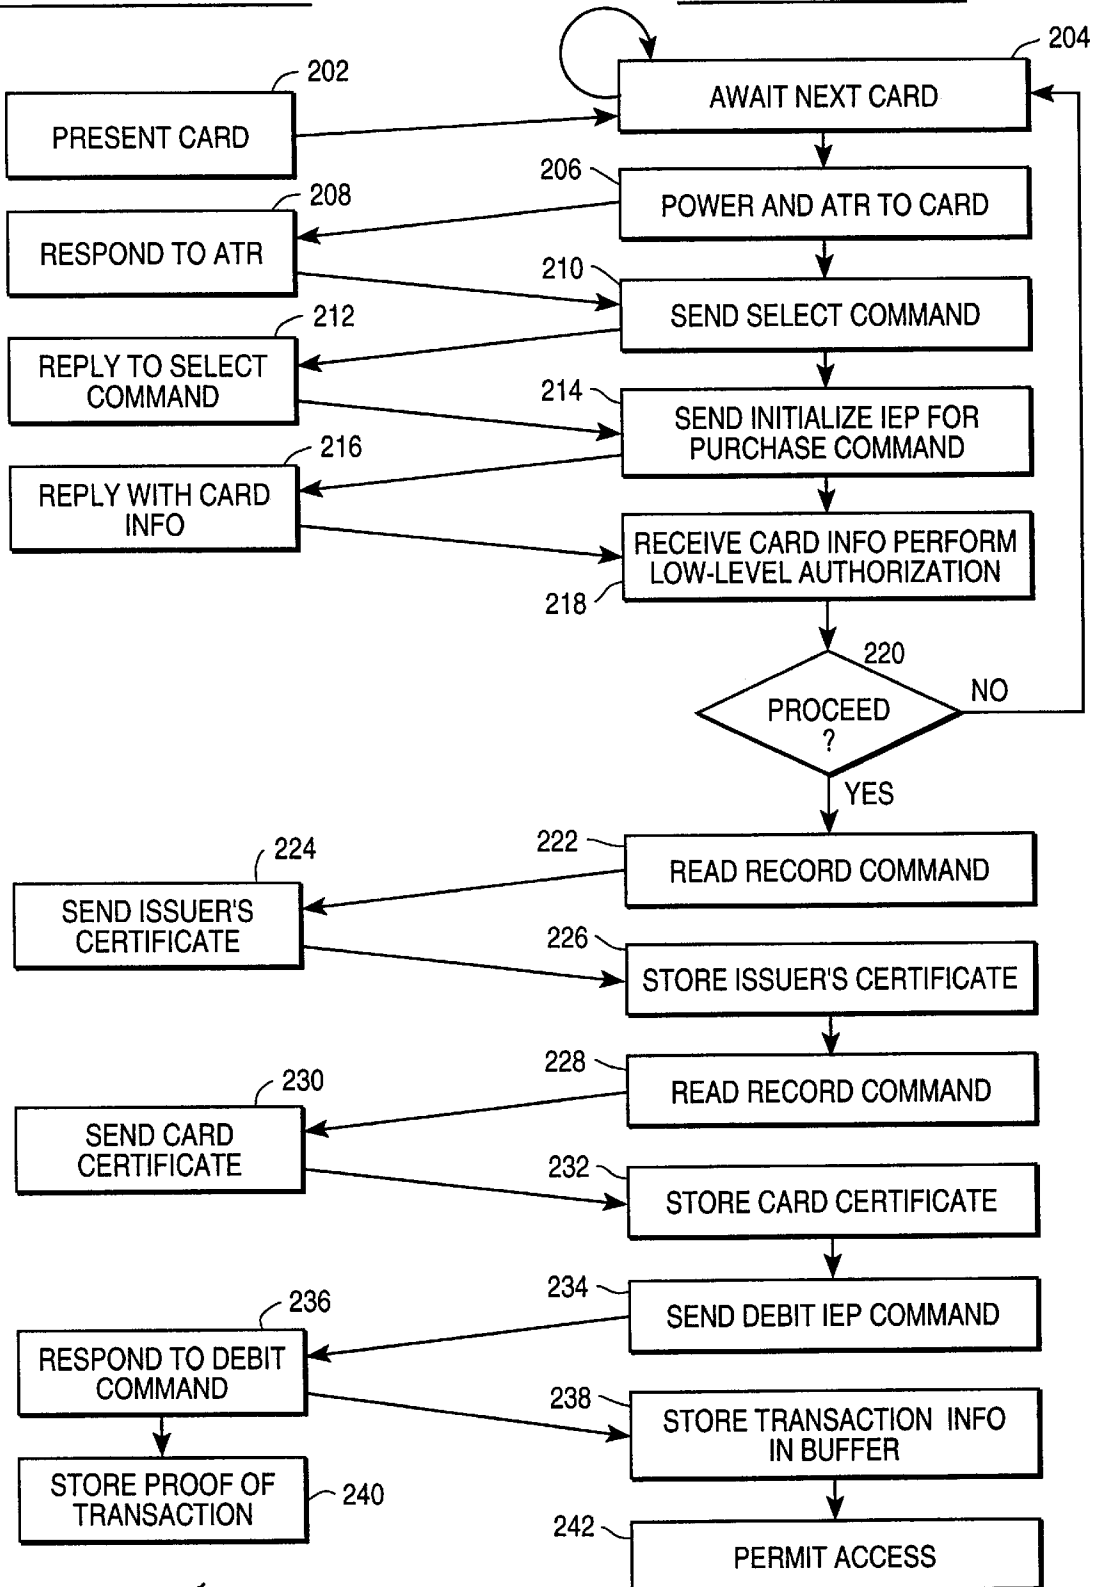 204
202
AWAIT NEXT CARD
PRESENT CARD
206
208
POWER AND ATR TO CARD
RESPOND TO ATR
210
212
SEND SELECT COMMAND
REPLY TO SELECT
COMMAND
214
216
SEND INITIALIZE IEP FOR
PURCHASE COMMAND
REPLY WITH CARD
INFO
RECEIVE CARD INFO PERFORM
LOW-LEVEL AUTHORIZATION
218
220
PROCEED
?
NO
YES
222
224
READ RECORD COMMAND
SEND ISSUER'S
CERTIFICATE
226
STORE ISSUER'S CERTIFICATE
228
230
READ RECORD COMMAND
SEND CARD
CERTIFICATE
232
STORE CARD CERTIFICATE
234
236
SEND DEBIT IEP COMMAND
RESPOND TO DEBIT
COMMAND
238
STORE TRANSACTION INFO
IN BUFFER
STORE PROOF OF
TRANSACTION
240
242
PERMIT ACCESS